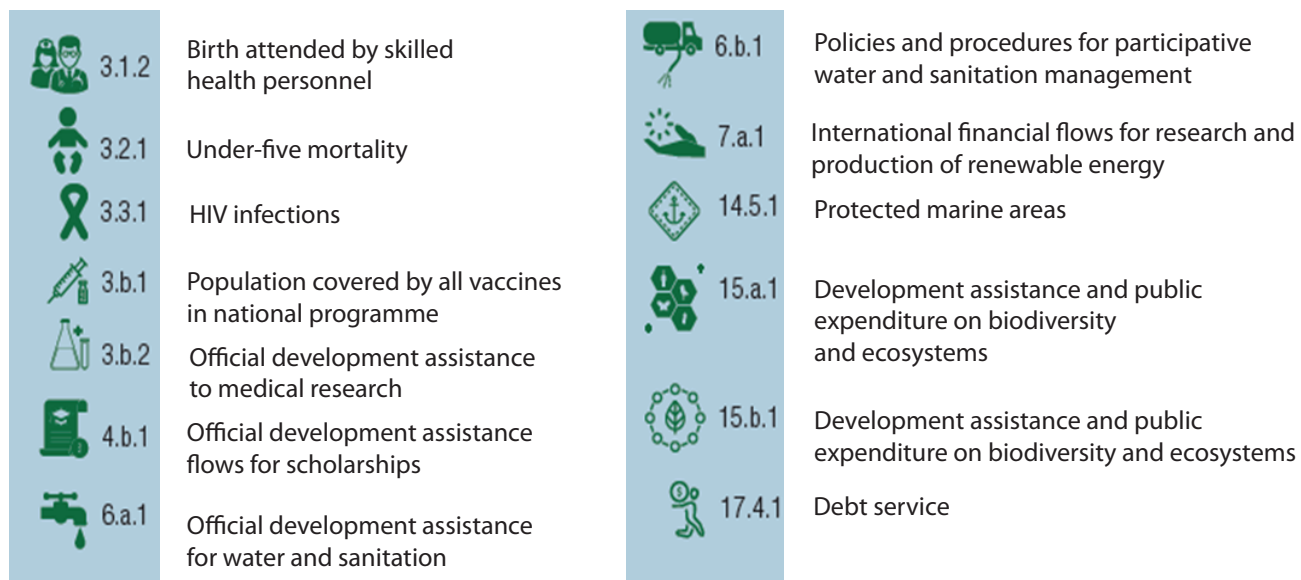 3.1.2
Birth attended by skilled
health personnel
3.2.1
Under-five mortality
3.3.1
HIV infections
3.b.1
Population covered by all vaccines
in national programme
3.b.2
Official development assistance
to medical research
4.b.1
Official development assistance
flows for scholarships
6.a.1
Official development assistance
for water and sanitation
6.b.1
Policies and procedures for participative
water and sanitation management
7.a.1
International financial flows for research and
production of renewable energy
14.5.1
Protected marine areas
15.a.1
Development assistance and public
expenditure on biodiversity
and ecosystems
15.b.1
Development assistance and public
expenditure on biodiversity and ecosystems
$
17.4.1
Debt service